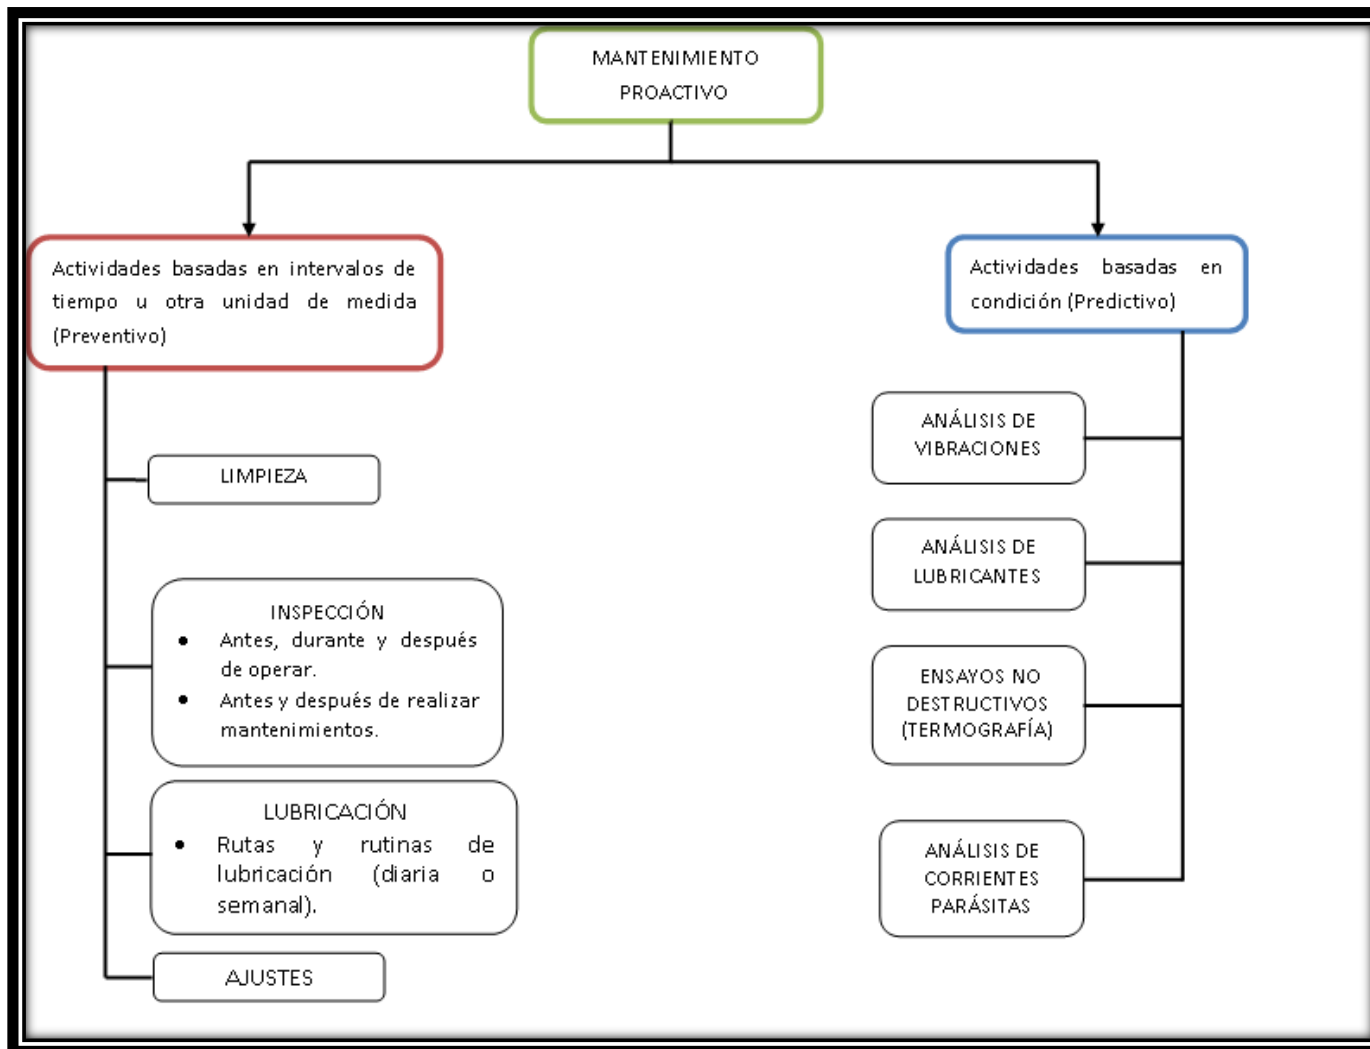 MANTENIMIENTO
PROACTIVO
Actividades basadas en intervalos de
tiempo u otra unidad de medida
(Preventivo)
LIMPIEZA
INSPECCIÓN
• Antes, durante y después
de operar.
• Antes y después de realizar
mantenimientos.
LUBRICACIÓN
• Rutas y rutinas de
lubricación (diaria o
semanal).
AJUSTES
Actividades basadas en
condición (Predictivo)
ANÁLISIS DE
VIBRACIONES
ANÁLISIS DE
LUBRICANTES
ENSAYOS NO
DESTRUCTIVOS
(TERMOGRAFÍA)
ANÁLISIS DE
CORRIENTES
PARÁSITAS